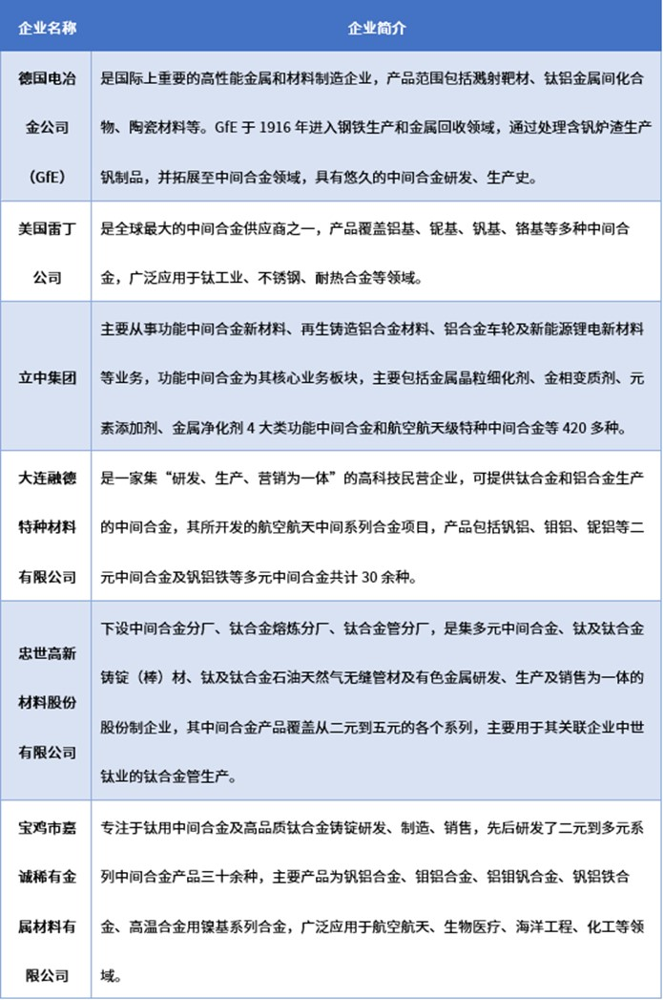 企业名称
企业简介
德国电冶
金公司
（GfE）
是国际上重要的高性能金属和材料制造企业，产品范围包括溅射靶材、钛铝金属间化合
物、陶瓷材料等。GfE 于 1916 年进入钢铁生产和金属回收领域，通过处理含钒炉渣生产
钒制品，并拓展至中间合金领域，具有悠久的中间合金研发、生产史。
美国雷丁
公司
是全球最大的中间合金供应商之一，产品覆盖铝基、铌基、钒基、铬基等多种中间合
金，广泛应用于钛工业、不锈钢、耐热合金等领域。
立中集团
主要从事功能中间合金新材料、再生铸造铝合金材料、铝合金车轮及新能源锂电新材料
等业务，功能中间合金为其核心业务板块，主要包括金属晶粒细化剂、金相变质剂、元
素添加剂、金属净化剂 4 大类功能中间合金和航空航天级特种中间合金等 420 多种。
大连融德
特种材料
有限公司
是一家集“研发、生产、营销为一体”的高科技民营企业，可提供钛合金和铝合金生产
的中间合金，其所开发的航空航天中间系列合金项目，产品包括钒铝、钼铝、铌铝等二
元中间合金及钒铝铁等多元中间合金共计 30 余种。
忠世高新
材料股份
有限公司
下设中间合金分厂、钛合金熔炼分厂、钛合金管分厂，是集多元中间合金、钛及钛合金
铸锭（棒）材、钛及钛合金石油天然气无缝管材及有色金属研发、生产及销售为一体的
股份制企业，其中间合金产品覆盖从二元到五元的各个系列，主要用于其关联企业中世
钛业的钛合金管生产。
宝鸡市嘉
诚稀有金
属材料有
限公司
专注于钛用中间合金及高品质钛合金铸锭研发、制造、销售，先后研发了二元到多元系
列中间合金产品三十余种，主要产品为钒铝合金、钼铝合金、铝钼钒合金、钒铝铁合
金、高温合金用镍基系列合金，广泛应用于航空航天、生物医疗、海洋工程、化工等领
域。